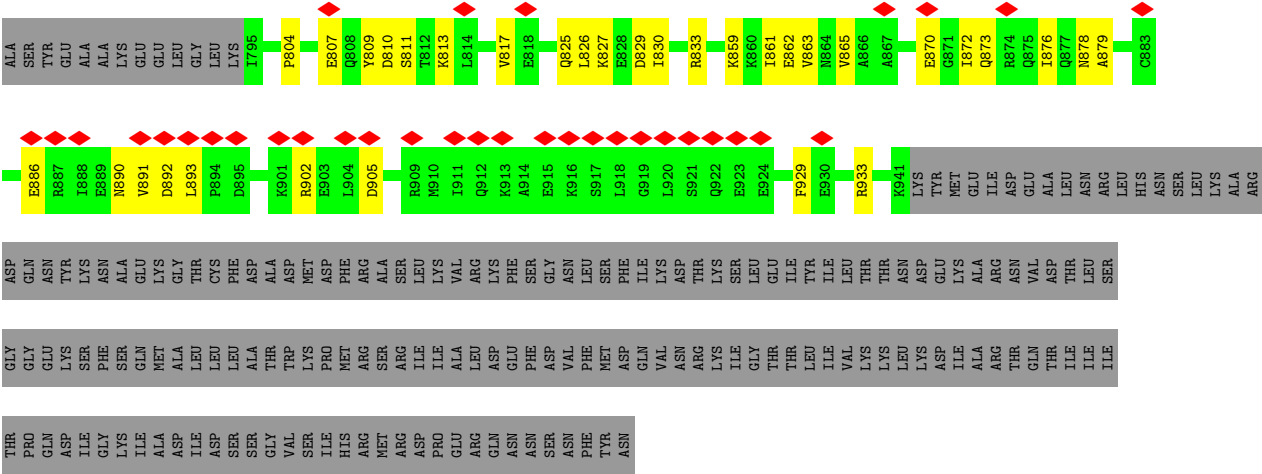 ALA SER TYR GLU ALA ALA LYS GLU GLU LEU GLY LEU LYS I795 P804 E807 Q808 Y809 D810 S811 T812 K813 L814 V817 E818 Q825 L826 K827 E828 D829 I830 R833 K859 K860 I861 E862 V863 N864 V865 A866 A867 E870 G871 I872 Q873 R874 Q875 I876 Q877 N878 A879 C883
E886 R887 I888 E889 N890 V891 D892 L893 P894 D895 K901 R902 E903 L904 D905 R909 M910 I911 Q912 K913 A914 E915 K916 S917 L918 G919 L920 S921 Q922 E923 E924 F929 E930 R933 K941 LYS TYR MET GLU ILE ASP GLU ALA LEU ASN ARG LEU HIS ASN SER LEU LYS ALA ARG
ASP GLN ASN TYR LYS ASN ALA GLU LYS GLY THR CYS PHE ASP ALA ASP MET ASP PHE ARG ALA SER LEU LYS VAL ARG LYS PHE SER GLY ASN LEU SER PHE ILE LYS ASP THR LYS SER LEU GLU ILE TYR ILE LEU THR THR ASN ASP GLU LYS ALA ARG ASN VAL ASP THR LEU SER
GLY GLY GLU LYS SER PHE SER GLN MET ALA LEU LEU LEU ALA THR TRP LYS PRO MET ARG SER ARG ILE ILE ALA LEU ASP GLU PHE ASP VAL PHE MET ASP GLN VAL ASN ARG LYS ILE GLY THR THR LEU ILE VAL LYS LYS LEU LYS ASP ILE ALA ARG THR GLN THR ILE ILE ILE
THR PRO GLN ASP ILE GLY LYS ILE ALA ASP ILE ASP SER SER GLY VAL SER ILE HIS ARG MET ARG ASP PRO GLU ARG GLN ASN ASN SER ASN PHE TYR ASN